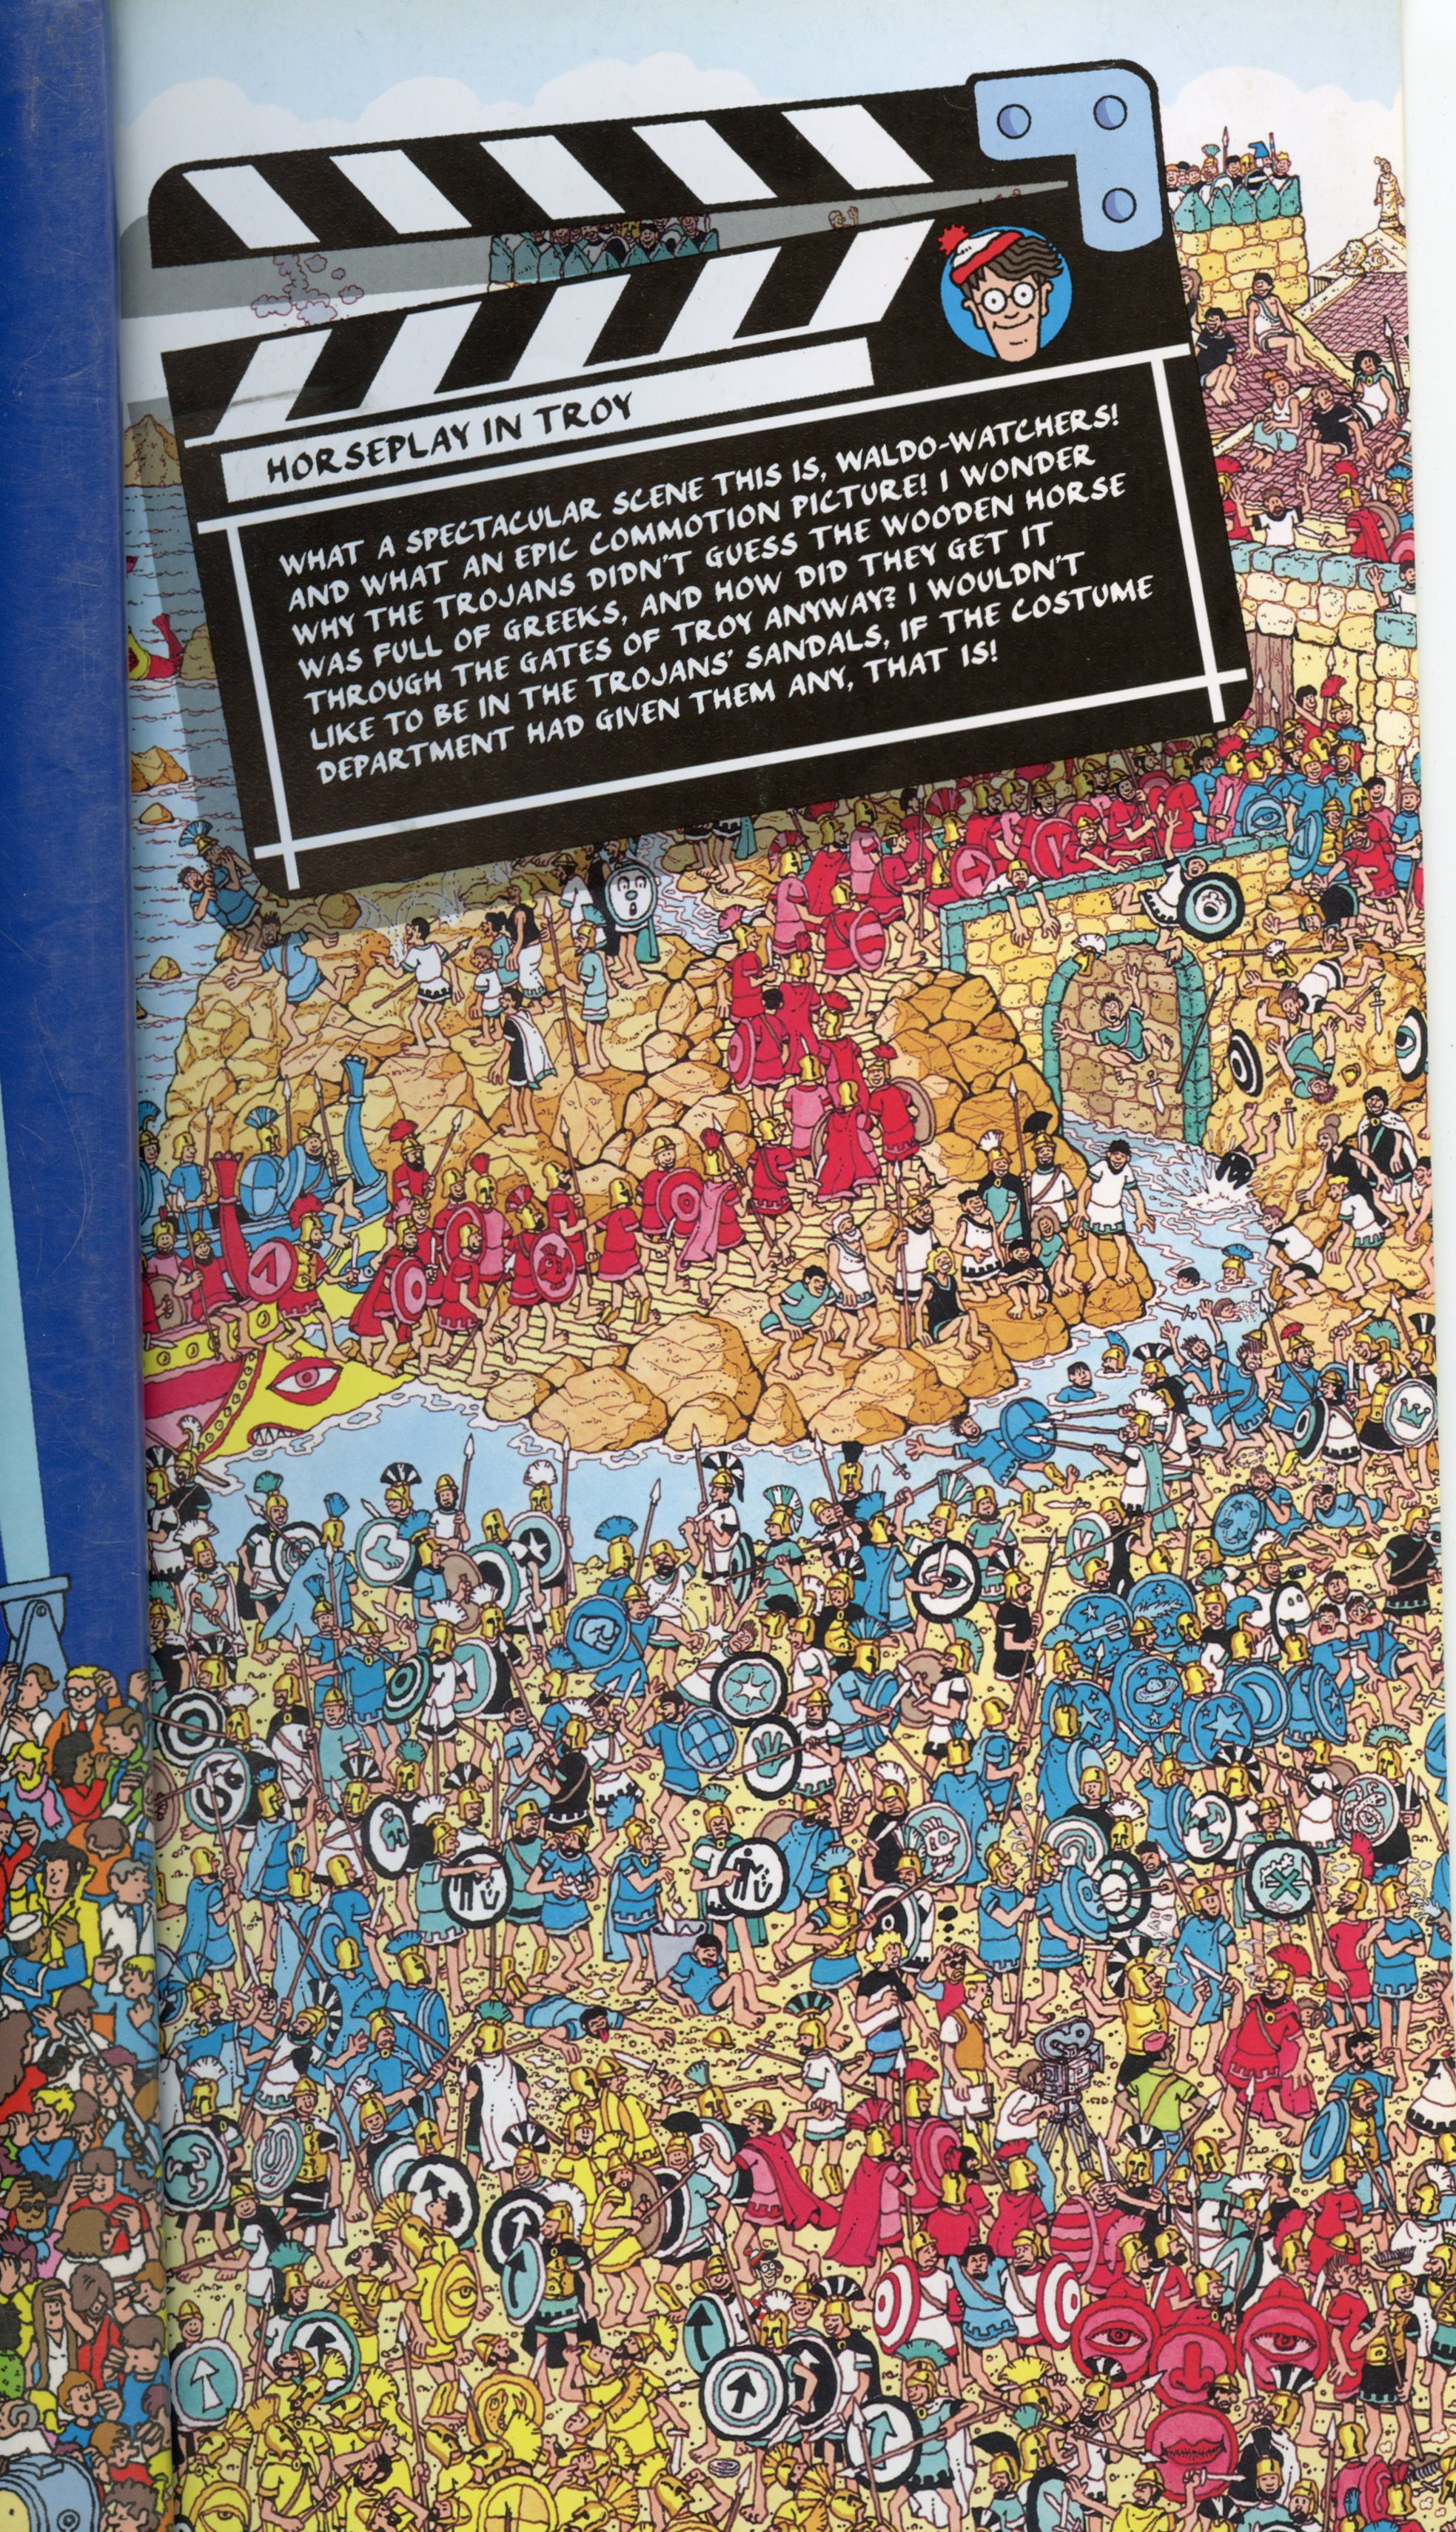 HORSEPLAY IN TROY
WHAT A SPECTACULAR SCENE THIS IS, WALDO-WATCHERS!
AND WHAT AN EPIC COMMOTION PICTURE! I WONDER
WHY THE TROJANS DIDN'T GUESS THE WOODEN HORSE
WAS FULL OF GREEKS, AND HOW DID THEY GET IT
THROUGH THE GATES OF TROY ANYWAY? I WOULDN'T
LIKE TO BE IN THE TROJANS' SANDALS, IF THE COSTUME
DEPARTMENT HAD GIVEN THEM ANY, THAT IS!